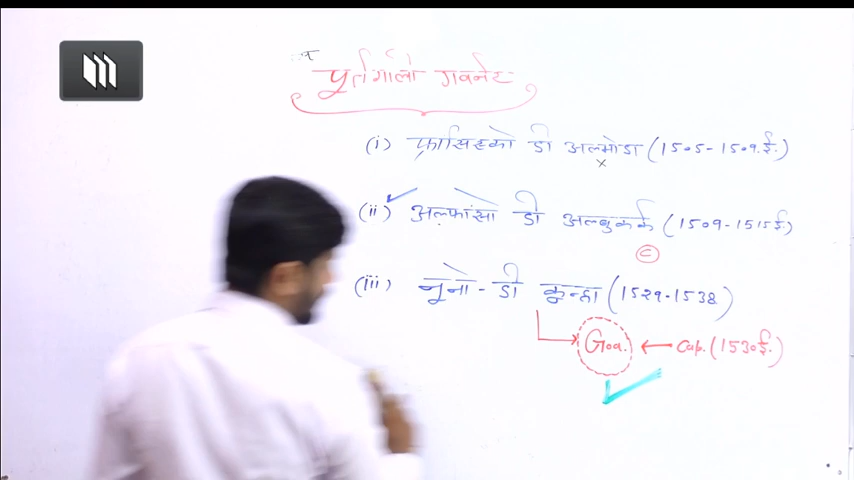 पुर्तगाली गवर्नर
(i) फ्रांसिस्को डी अल्मोडा (1505-1509 ई.)
x
(ii) अल्फांसो डी अल्बुकर्क (1509-1515 ई.)
(iii) नूनो - डी कून्हा (1529-1538)
Goa. ← Cap. (1530 ई.)